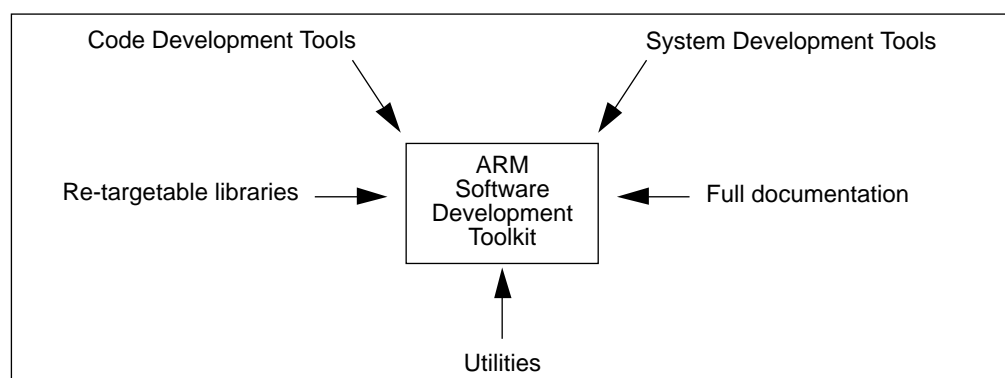 Code Development Tools
System Development Tools
ARM
Software
Development
Toolkit
Re-targetable libraries
Full documentation
Utilities